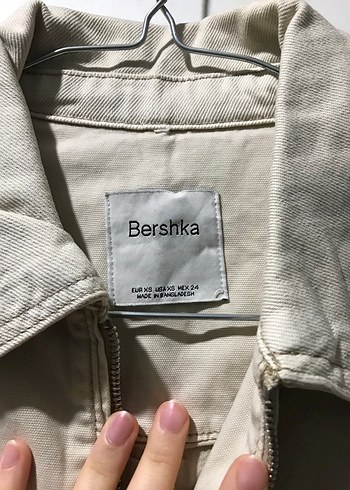 Bershka
EUR XS USA XS MEX 24
MADE IN BANGLADESH